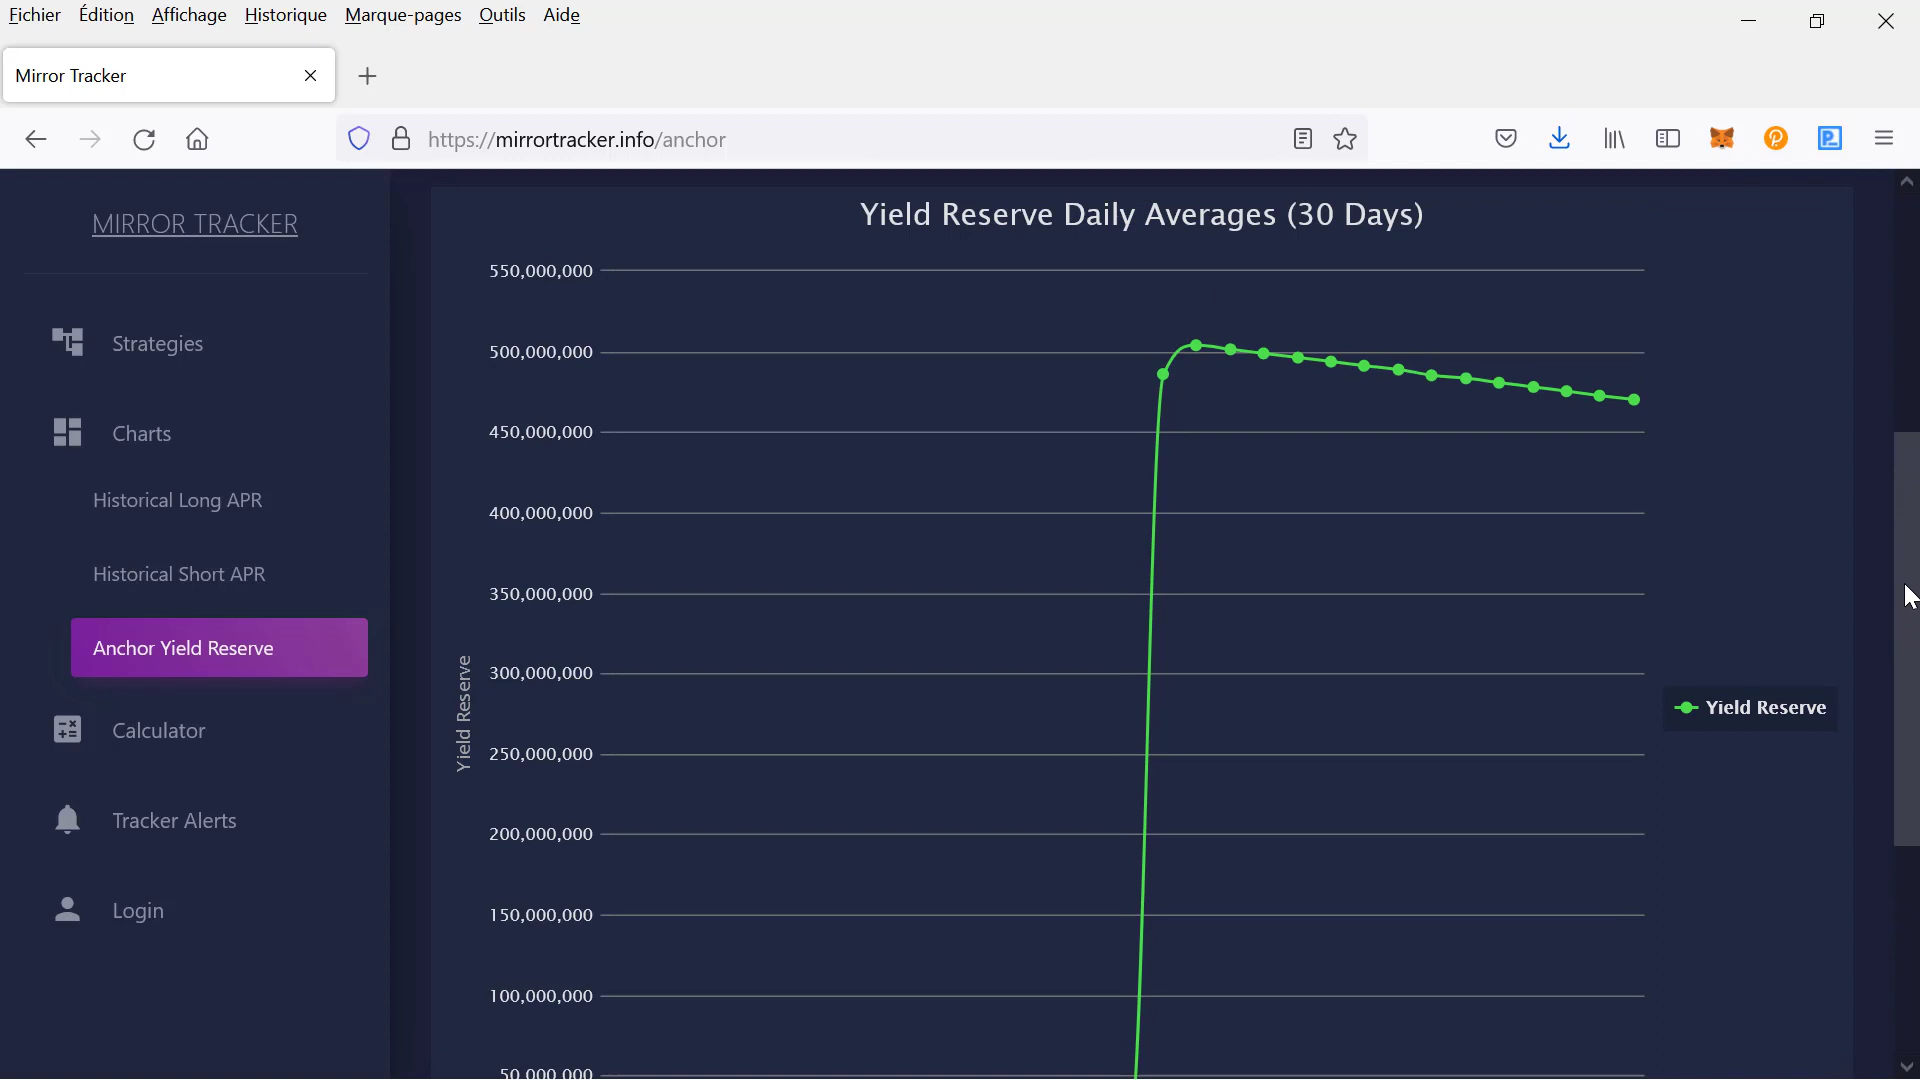 Fichier Édition Affichage Historique Marque-pages Outils Aide
Mirror Tracker
https://mirrortracker.info/anchor
MIRROR TRACKER
Strategies
Charts
Historical Long APR
Historical Short APR
Anchor Yield Reserve
Calculator
Tracker Alerts
Login
Yield Reserve Daily Averages (30 Days)
550,000,000
500,000,000
450,000,000
400,000,000
350,000,000
300,000,000
250,000,000
200,000,000
150,000,000
100,000,000
50,000,000
Yield Reserve
Yield Reserve